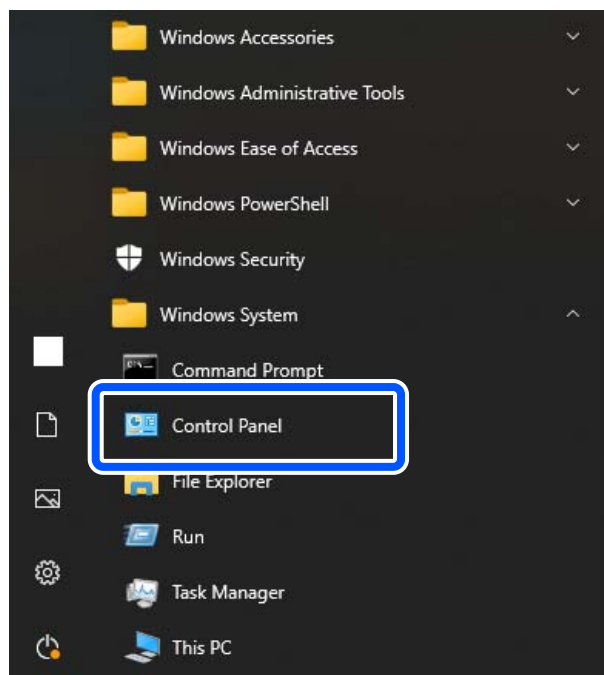 Windows Accessories
Windows Administrative Tools
Windows Ease of Access
Windows PowerShell
Windows Security
Windows System
Command Prompt
Control Panel
File Explorer
Run
Task Manager
This PC